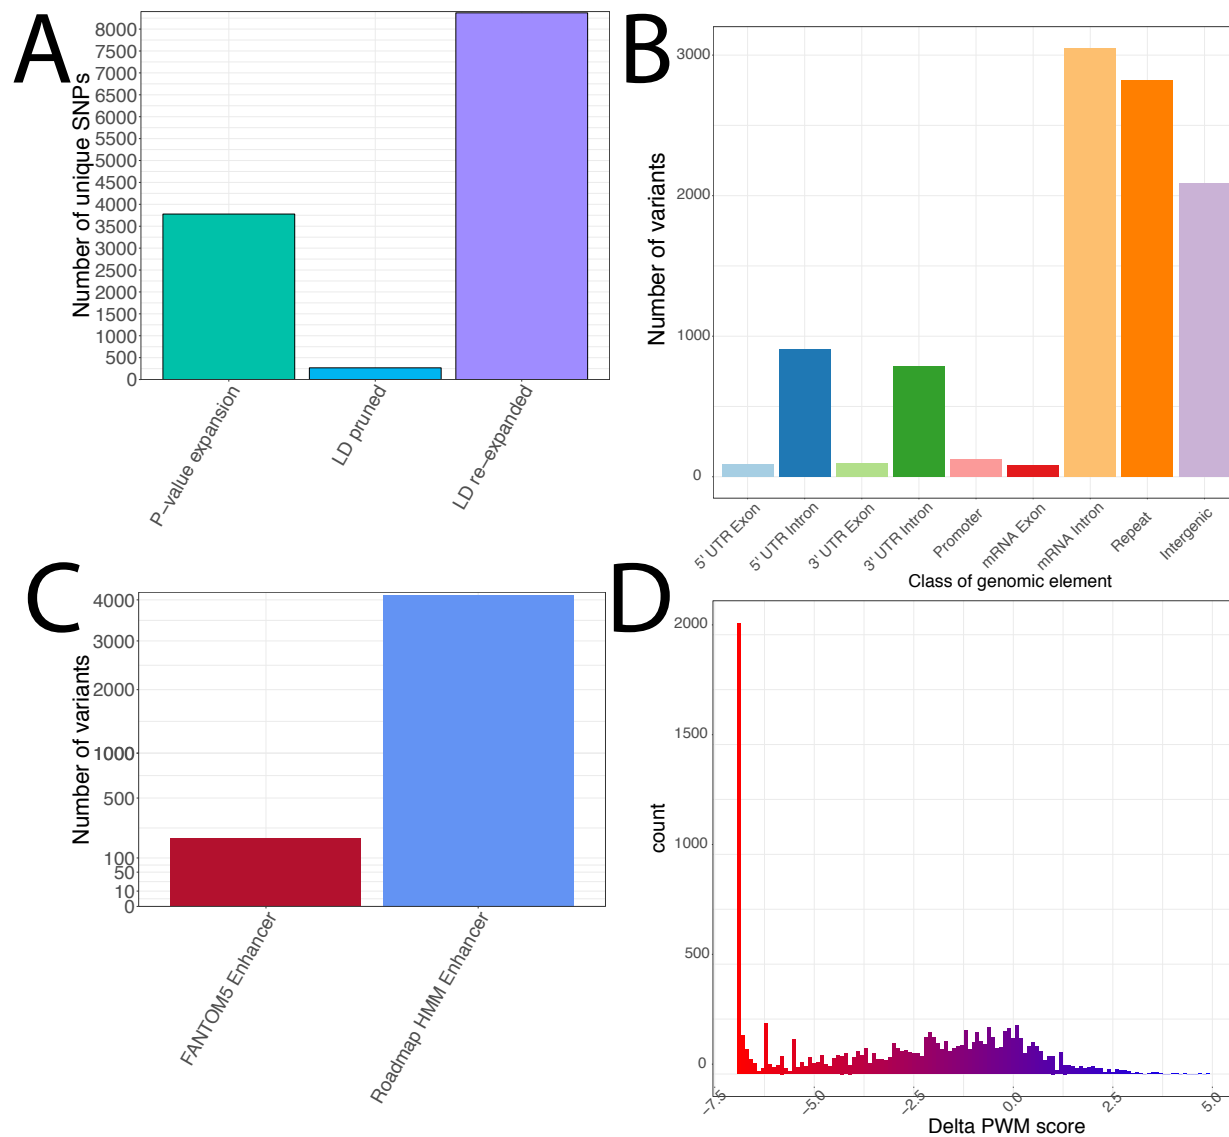 A
Number of unique SNPs
8000
7500
7000
6500
6000
5500
5000
4500
4000
3500
3000
2500
2000
1500
1000
500
0
P−value expansion
LD pruned
LD re−expanded
B
Number of variants
3000
2000
1000
0
5' UTR Exon
5' UTR Intron
3' UTR Exon
3' UTR Intron
Promoter
mRNA Exon
mRNA Intron
Repeat
Intergenic
Class of genomic element
C
Number of variants
4000
3000
2000
1000
500
100
50
10
0
FANTOM5 Enhancer
Roadmap HMM Enhancer
D
count
2000
1500
1000
500
0
−7.5
−5.0
−2.5
0.0
2.5
5.0
Delta PWM score